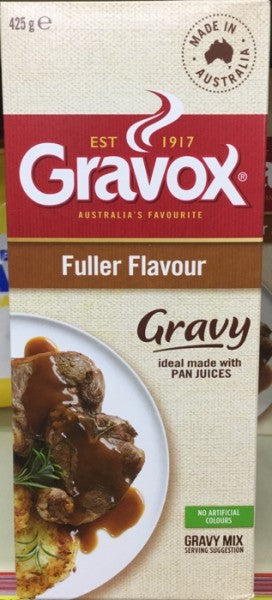 425 g ℮
MADE IN
AUSTRALIA
EST 1917
Gravox®
AUSTRALIA'S FAVOURITE
Fuller Flavour
Gravy
ideal made with
PAN JUICES
NO ARTIFICIAL
COLOURS
GRAVY MIX
SERVING SUGGESTION